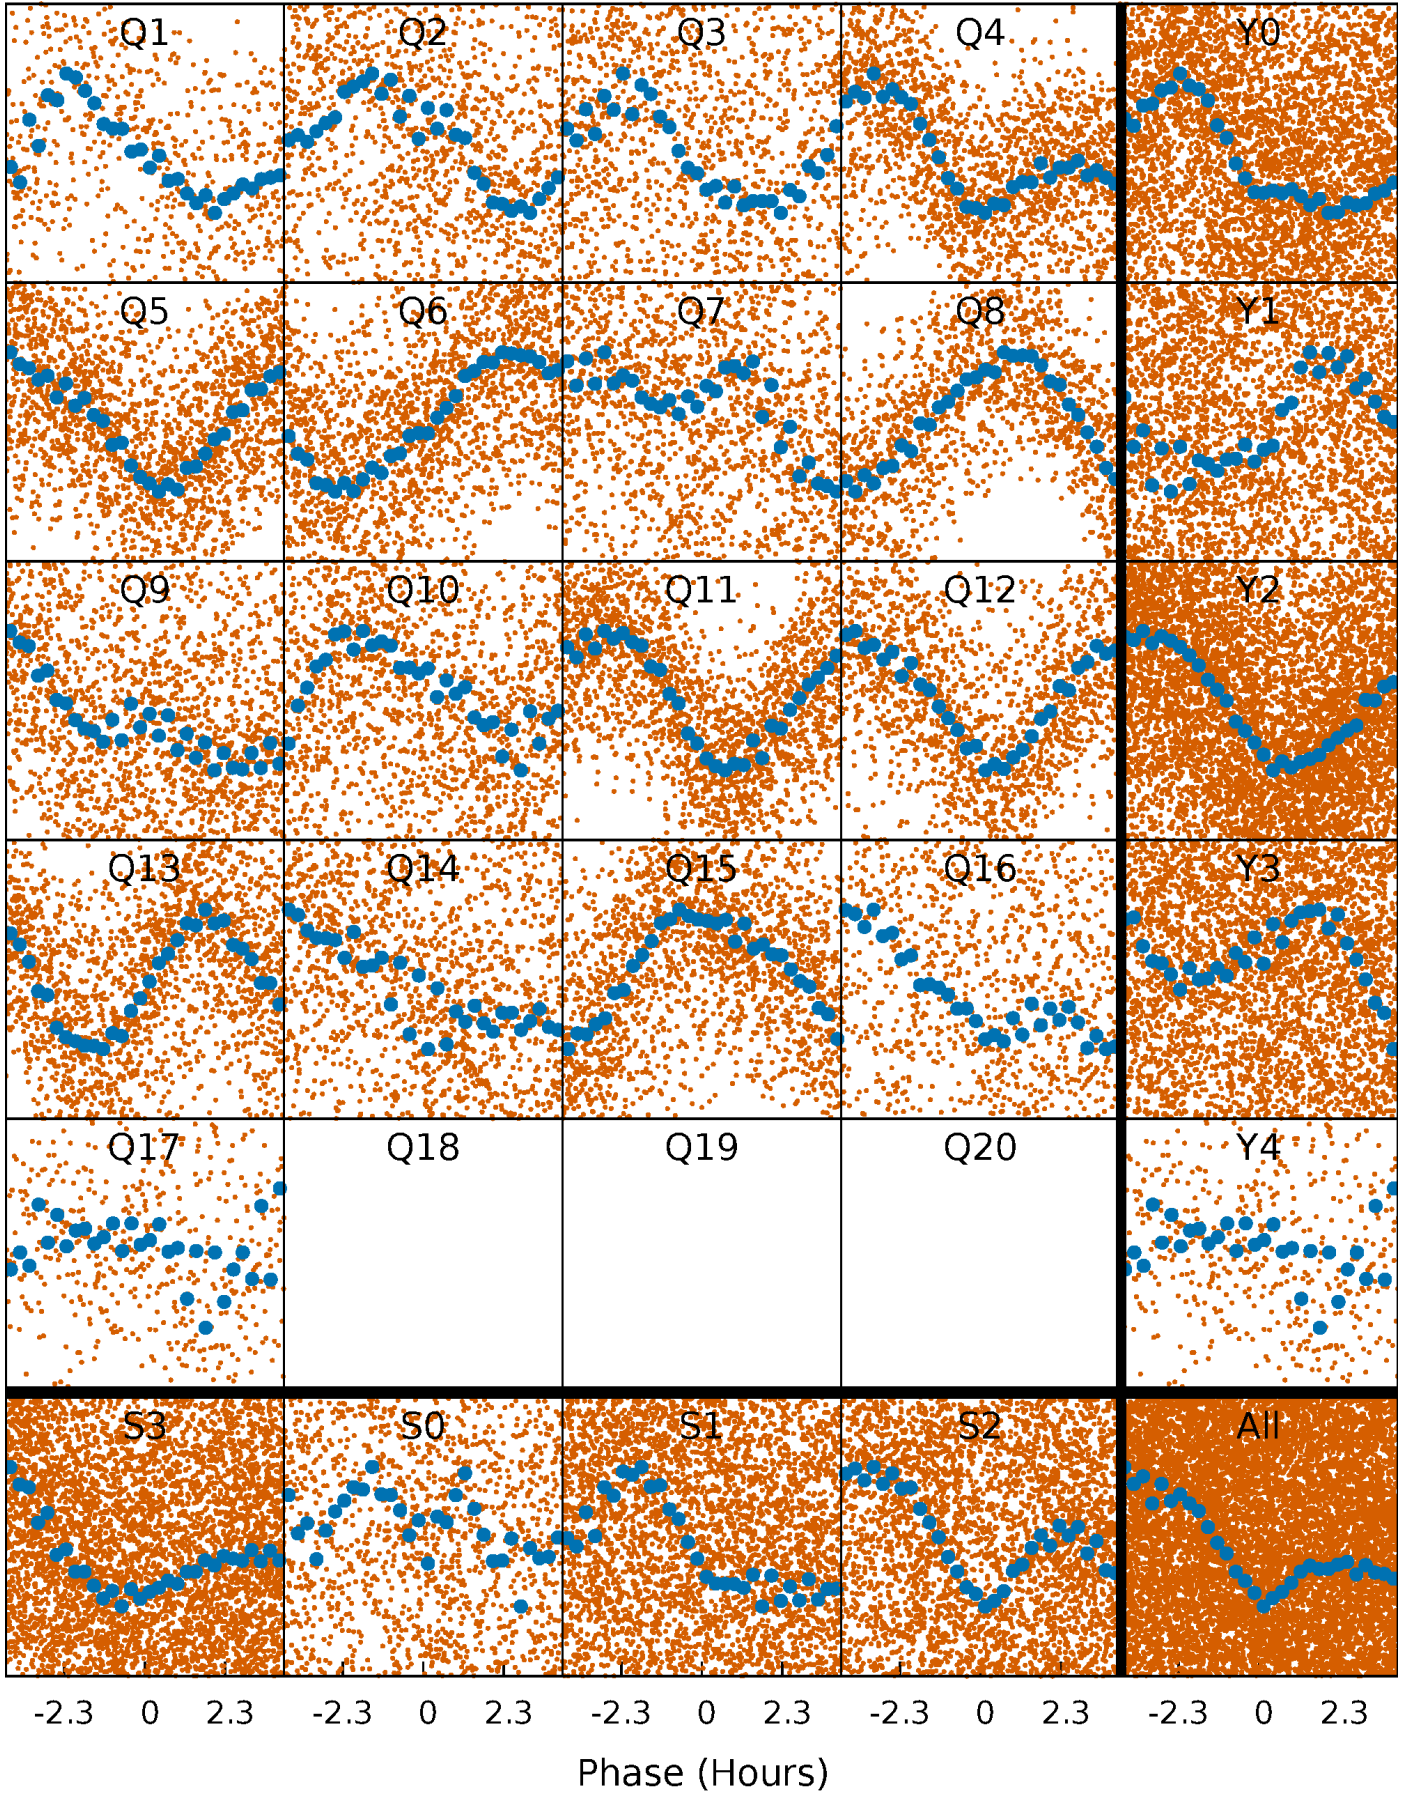 Q1 Q2 Q3 Q4 Y0
Q5 Q6 Q7 Q8 Y1
Q9 Q10 Q11 Q12 Y2
Q13 Q14 Q15 Q16 Y3
Q17 Q18 Q19 Q20 Y4
S3 S0 S1 S2 All
-2.3 0 2.3 -2.3 0 2.3 -2.3 0 2.3 -2.3 0 2.3 -2.3 0 2.3
Phase (Hours)